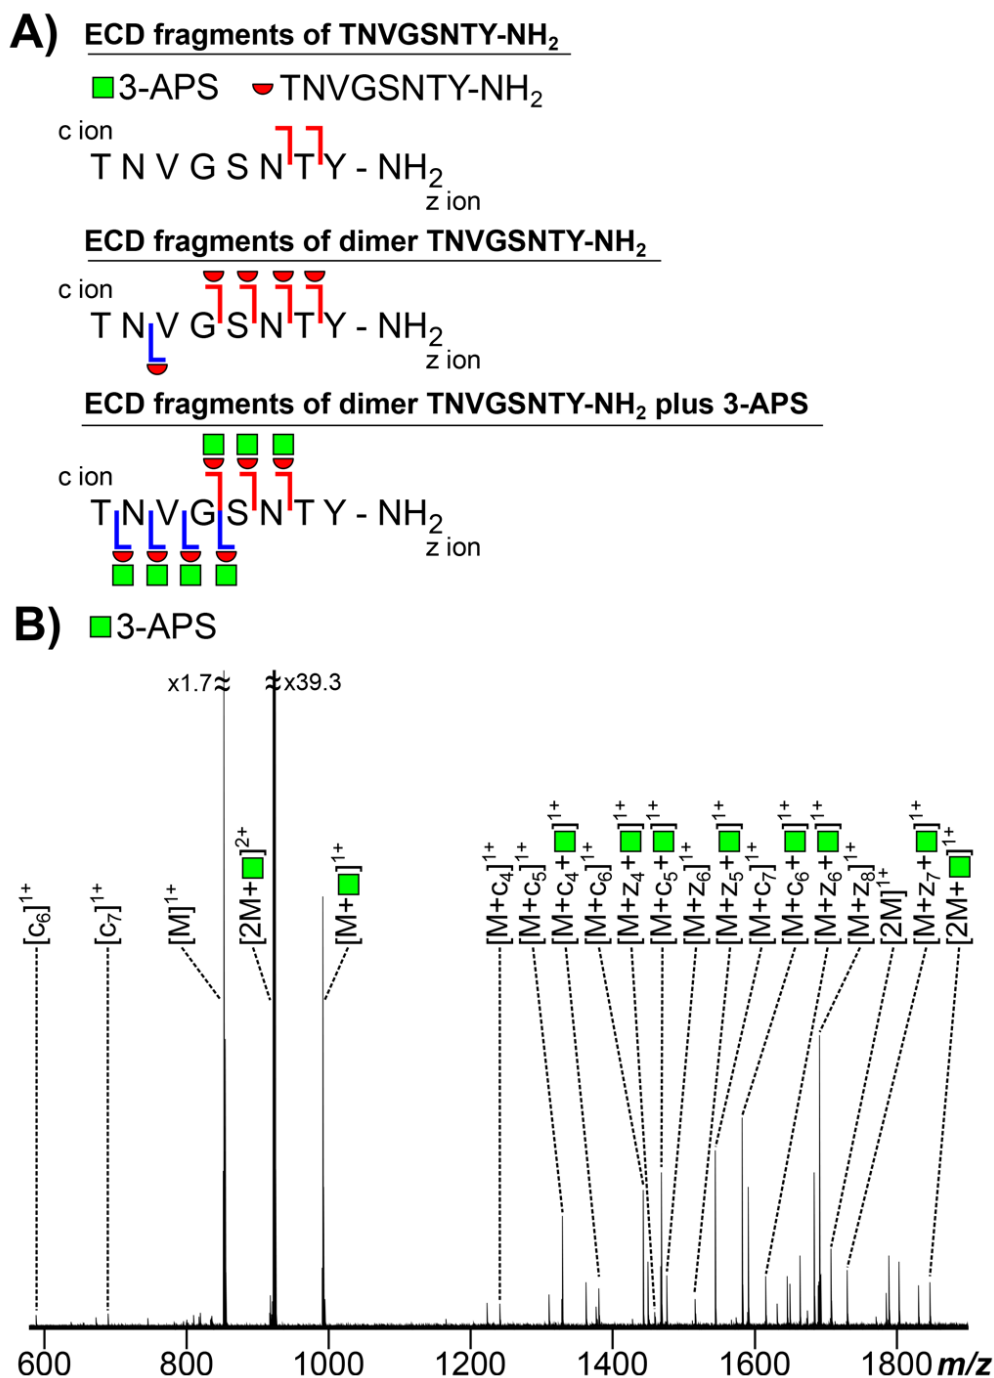 A) ECD fragments of TNVGSNTY-NH₂
3-APS TNVGSNTY-NH₂
c ion
T N V G S N T Y - NH₂
z ion
ECD fragments of dimer TNVGSNTY-NH₂
c ion
T N V G S N T Y - NH₂
z ion
ECD fragments of dimer TNVGSNTY-NH₂ plus 3-APS
c ion
T N V G S N T Y - NH₂
z ion
B) 3-APS
x1.7 x39.3
[c₆]¹⁺
[c₇]¹⁺
[M]¹⁺
[2M+]²⁺
[M+]¹⁺
[M+c₄]¹⁺
[M+c₅]¹⁺
[M+c₄+]¹⁺
[M+c₆]¹⁺
[M+z₄+]¹⁺
[M+c₅+]¹⁺
[M+z₆]¹⁺
[M+z₅+]¹⁺
[M+c₇]¹⁺
[M+c₆+]¹⁺
[M+z₆+]¹⁺
[M+z₈]¹⁺
[2M]¹⁺
[M+z₇+]¹⁺
[2M+]¹⁺
600 800 1000 1200 1400 1600 1800 m/z